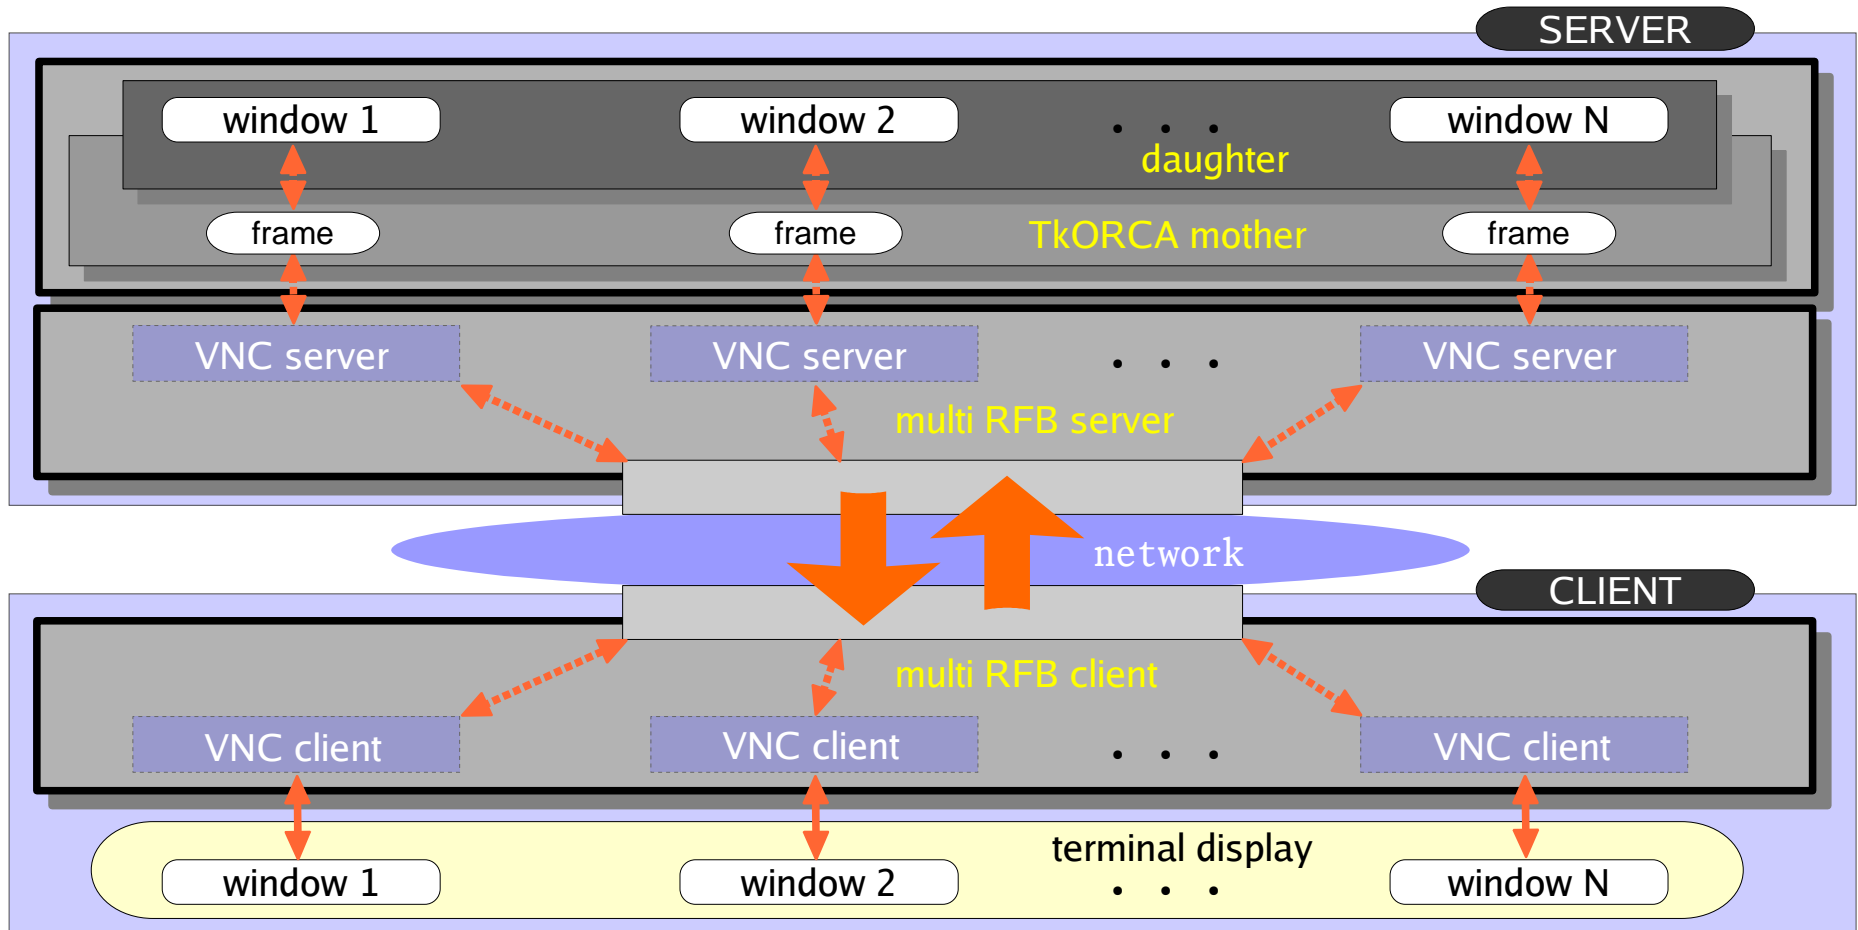 SERVER
window 1 window 2 . . . window N
daughter
frame frame TkORCA mother frame
VNC server VNC server . . . VNC server
multi RFB server
network
CLIENT
multi RFB client
VNC client VNC client . . . VNC client
terminal display
window 1 window 2 . . . window N